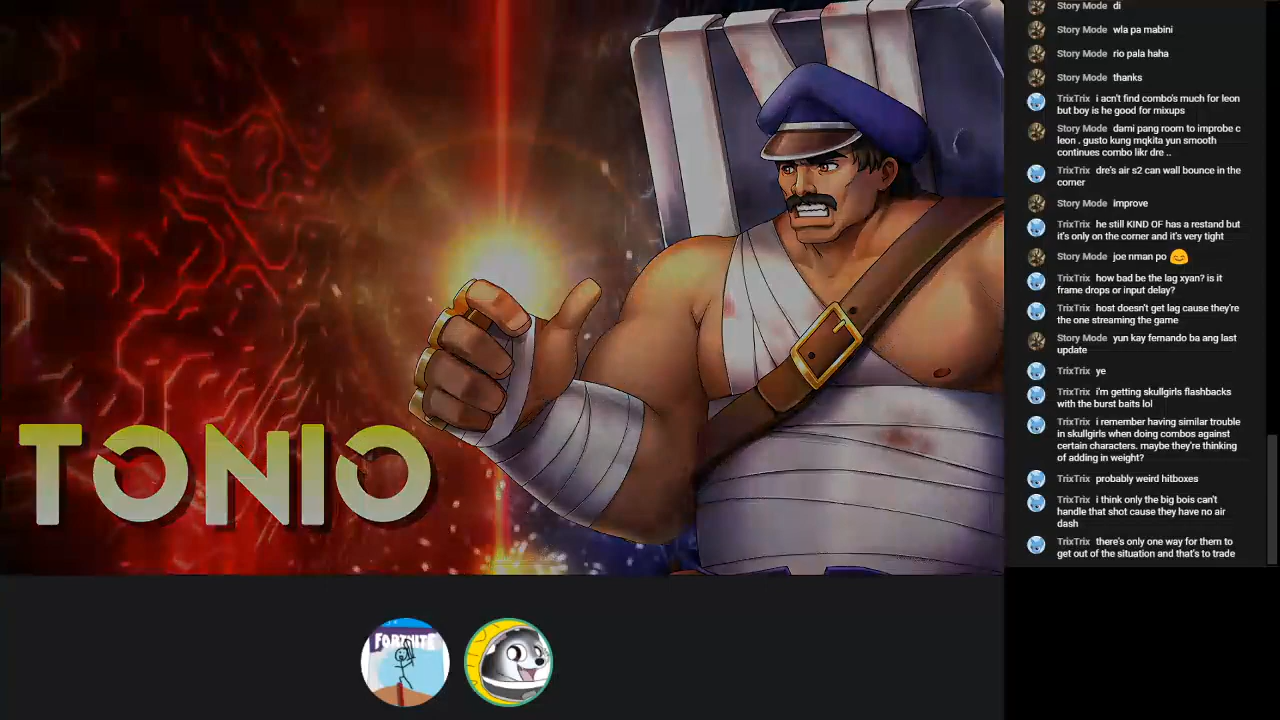 TONIO
FORTNITE
Story Mode di
Story Mode wla pa mabini
Story Mode rio pala haha
Story Mode thanks
TrixTrix i acn't find combo's much for leon
but boy is he good for mixups
Story Mode dami pang room to improbe c
leon . gusto kung mqkita yun smooth
continues combo likr dre ..
TrixTrix dre's air s2 can wall bounce in the
corner
Story Mode improve
TrixTrix he still KIND OF has a restand but
it's only on the corner and it's very tight
Story Mode joe nman po 😊
TrixTrix how bad be the lag xyan? is it
frame drops or input delay?
TrixTrix host doesn't get lag cause they're
the one streaming the game
Story Mode yun kay fernando ba ang last
update
TrixTrix ye
TrixTrix i'm getting skullgirls flashbacks
with the burst baits lol
TrixTrix i remember having similar trouble
in skullgirls when doing combos against
certain characters. maybe they're thinking
of adding in weight?
TrixTrix probably weird hitboxes
TrixTrix i think only the big bois can't
handle that shot cause they have no air
dash
TrixTrix there's only one way for them to
get out of the situation and that's to trade